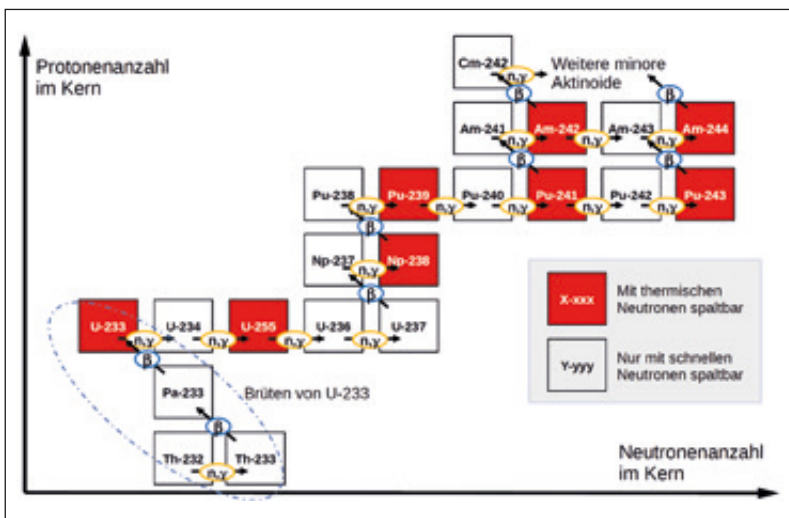 Protonenanzahl
im Kern
Cm-242
n,γ
Weitere minore
Aktinoide
β
β
Am-241
n,γ
Am-242
n,γ
Am-243
n,γ
Am-244
β
β
Pu-238
n,γ
Pu-239
n,γ
Pu-240
n,γ
Pu-241
n,γ
Pu-242
n,γ
Pu-243
β
Np-237
n,γ
Np-238
β
U-233
n,γ
U-234
n,γ
U-255
n,γ
U-236
n,γ
U-237
β
Pa-233
Brüten von U-233
β
Th-232
n,γ
Th-233
X-xxx
Mit thermischen
Neutronen spaltbar
Y-yyy
Nur mit schnellen
Neutronen spaltbar
Neutronenanzahl
im Kern